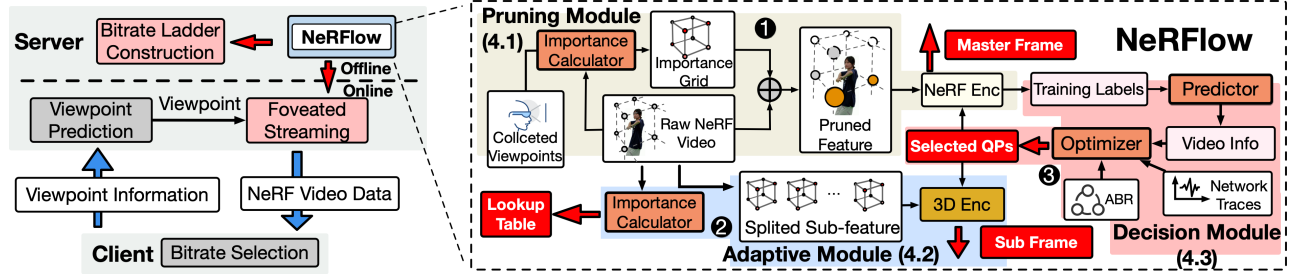 Server
Bitrate Ladder
Construction
NeRFlow
Offline
Online
Viewpoint
Prediction
Viewpoint
Foveated
Streaming
Viewpoint Information
NeRF Video Data
Client
Bitrate Selection
Pruning Module
(4.1)
Importance
Calculator
Importance
Grid
Collceted
Viewpoints
Raw NeRF
Video
1
Pruned
Feature
Master Frame
NeRF Enc
NeRFlow
Training Labels
Predictor
Selected QPs
Optimizer
Video Info
3
ABR
Network
Traces
Decision Module
(4.3)
Lookup
Table
Importance
Calculator
2
...
Splited Sub-feature
3D Enc
Sub Frame
Adaptive Module (4.2)